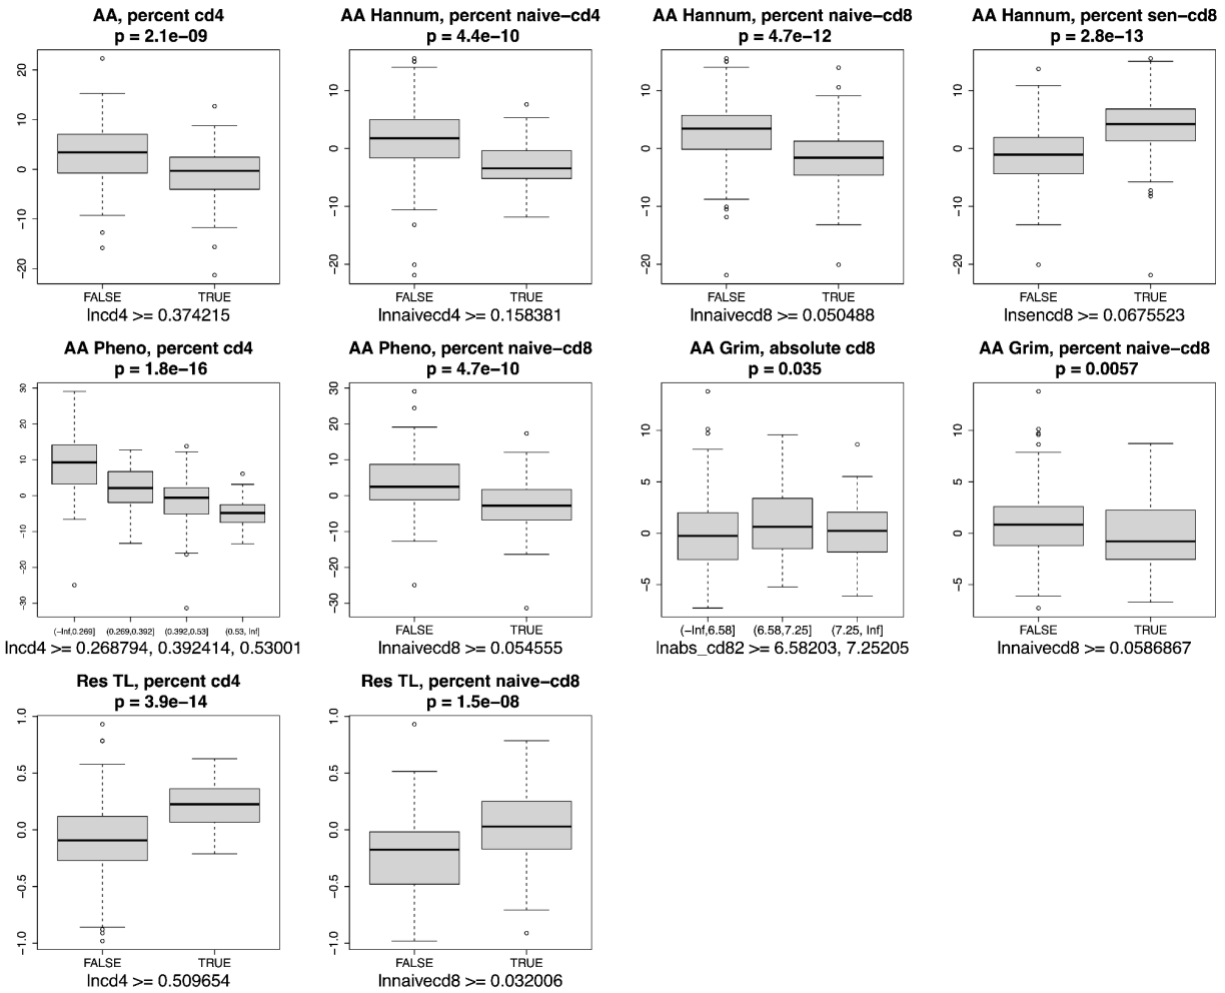 AA, percent cd4
p = 2.1e−09
20
10
0
−10
−20
FALSE TRUE
lncd4 >= 0.374215
AA Hannum, percent naive−cd4
p = 4.4e−10
10
0
−10
−20
FALSE TRUE
lnnaivecd4 >= 0.158381
AA Hannum, percent naive−cd8
p = 4.7e−12
10
0
−10
−20
FALSE TRUE
lnnaivecd8 >= 0.050488
AA Hannum, percent sen−cd8
p = 2.8e−13
10
0
−10
−20
FALSE TRUE
lnsencd8 >= 0.0675523
AA Pheno, percent cd4
p = 1.8e−16
30
20
10
0
−10
−20
−30
(−Inf,0.269] (0.269,0.392] (0.392,0.53] (0.53, Inf]
lncd4 >= 0.268794, 0.392414, 0.53001
AA Pheno, percent naive−cd8
p = 4.7e−10
30
20
10
0
−10
−20
−30
FALSE TRUE
lnnaivecd8 >= 0.054555
AA Grim, absolute cd8
p = 0.035
10
5
0
−5
(−Inf,6.58] (6.58,7.25] (7.25, Inf]
lnabs_cd82 >= 6.58203, 7.25205
AA Grim, percent naive−cd8
p = 0.0057
10
5
0
−5
FALSE TRUE
lnnaivecd8 >= 0.0586867
Res TL, percent cd4
p = 3.9e−14
1.0
0.5
0.0
−0.5
−1.0
FALSE TRUE
lncd4 >= 0.509654
Res TL, percent naive−cd8
p = 1.5e−08
1.0
0.5
0.0
−0.5
−1.0
FALSE TRUE
lnnaivecd8 >= 0.032006